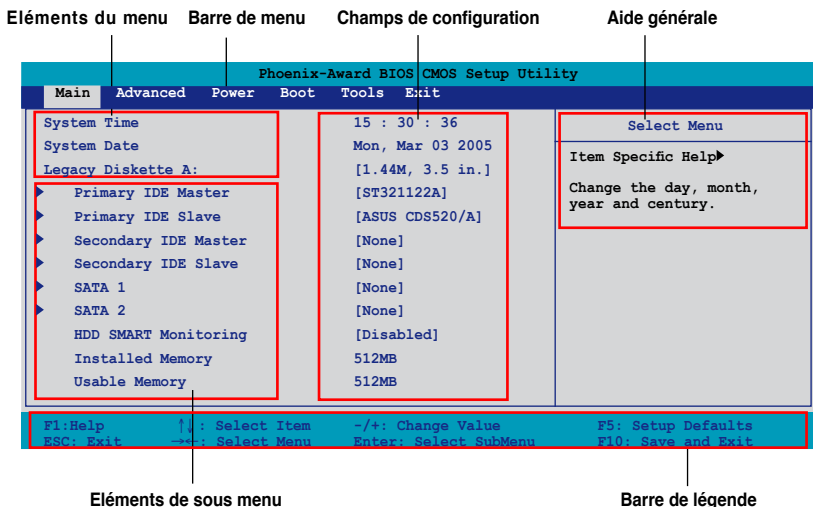 Eléments du menu Barre de menu Champs de configuration Aide générale
Phoenix-Award BIOS CMOS Setup Utility
Main Advanced Power Boot Tools Exit
System Time 15 : 30 : 36
System Date Mon, Mar 03 2005
Legacy Diskette A: [1.44M, 3.5 in.]
Primary IDE Master [ST321122A]
Primary IDE Slave [ASUS CDS520/A]
Secondary IDE Master [None]
Secondary IDE Slave [None]
SATA 1 [None]
SATA 2 [None]
HDD SMART Monitoring [Disabled]
Installed Memory 512MB
Usable Memory 512MB
Select Menu
Item Specific Help
Change the day, month,
year and century.
F1:Help ↑↓: Select Item -/+: Change Value F5: Setup Defaults
ESC: Exit →←: Select Menu Enter: Select SubMenu F10: Save and Exit
Eléments de sous menu Barre de légende